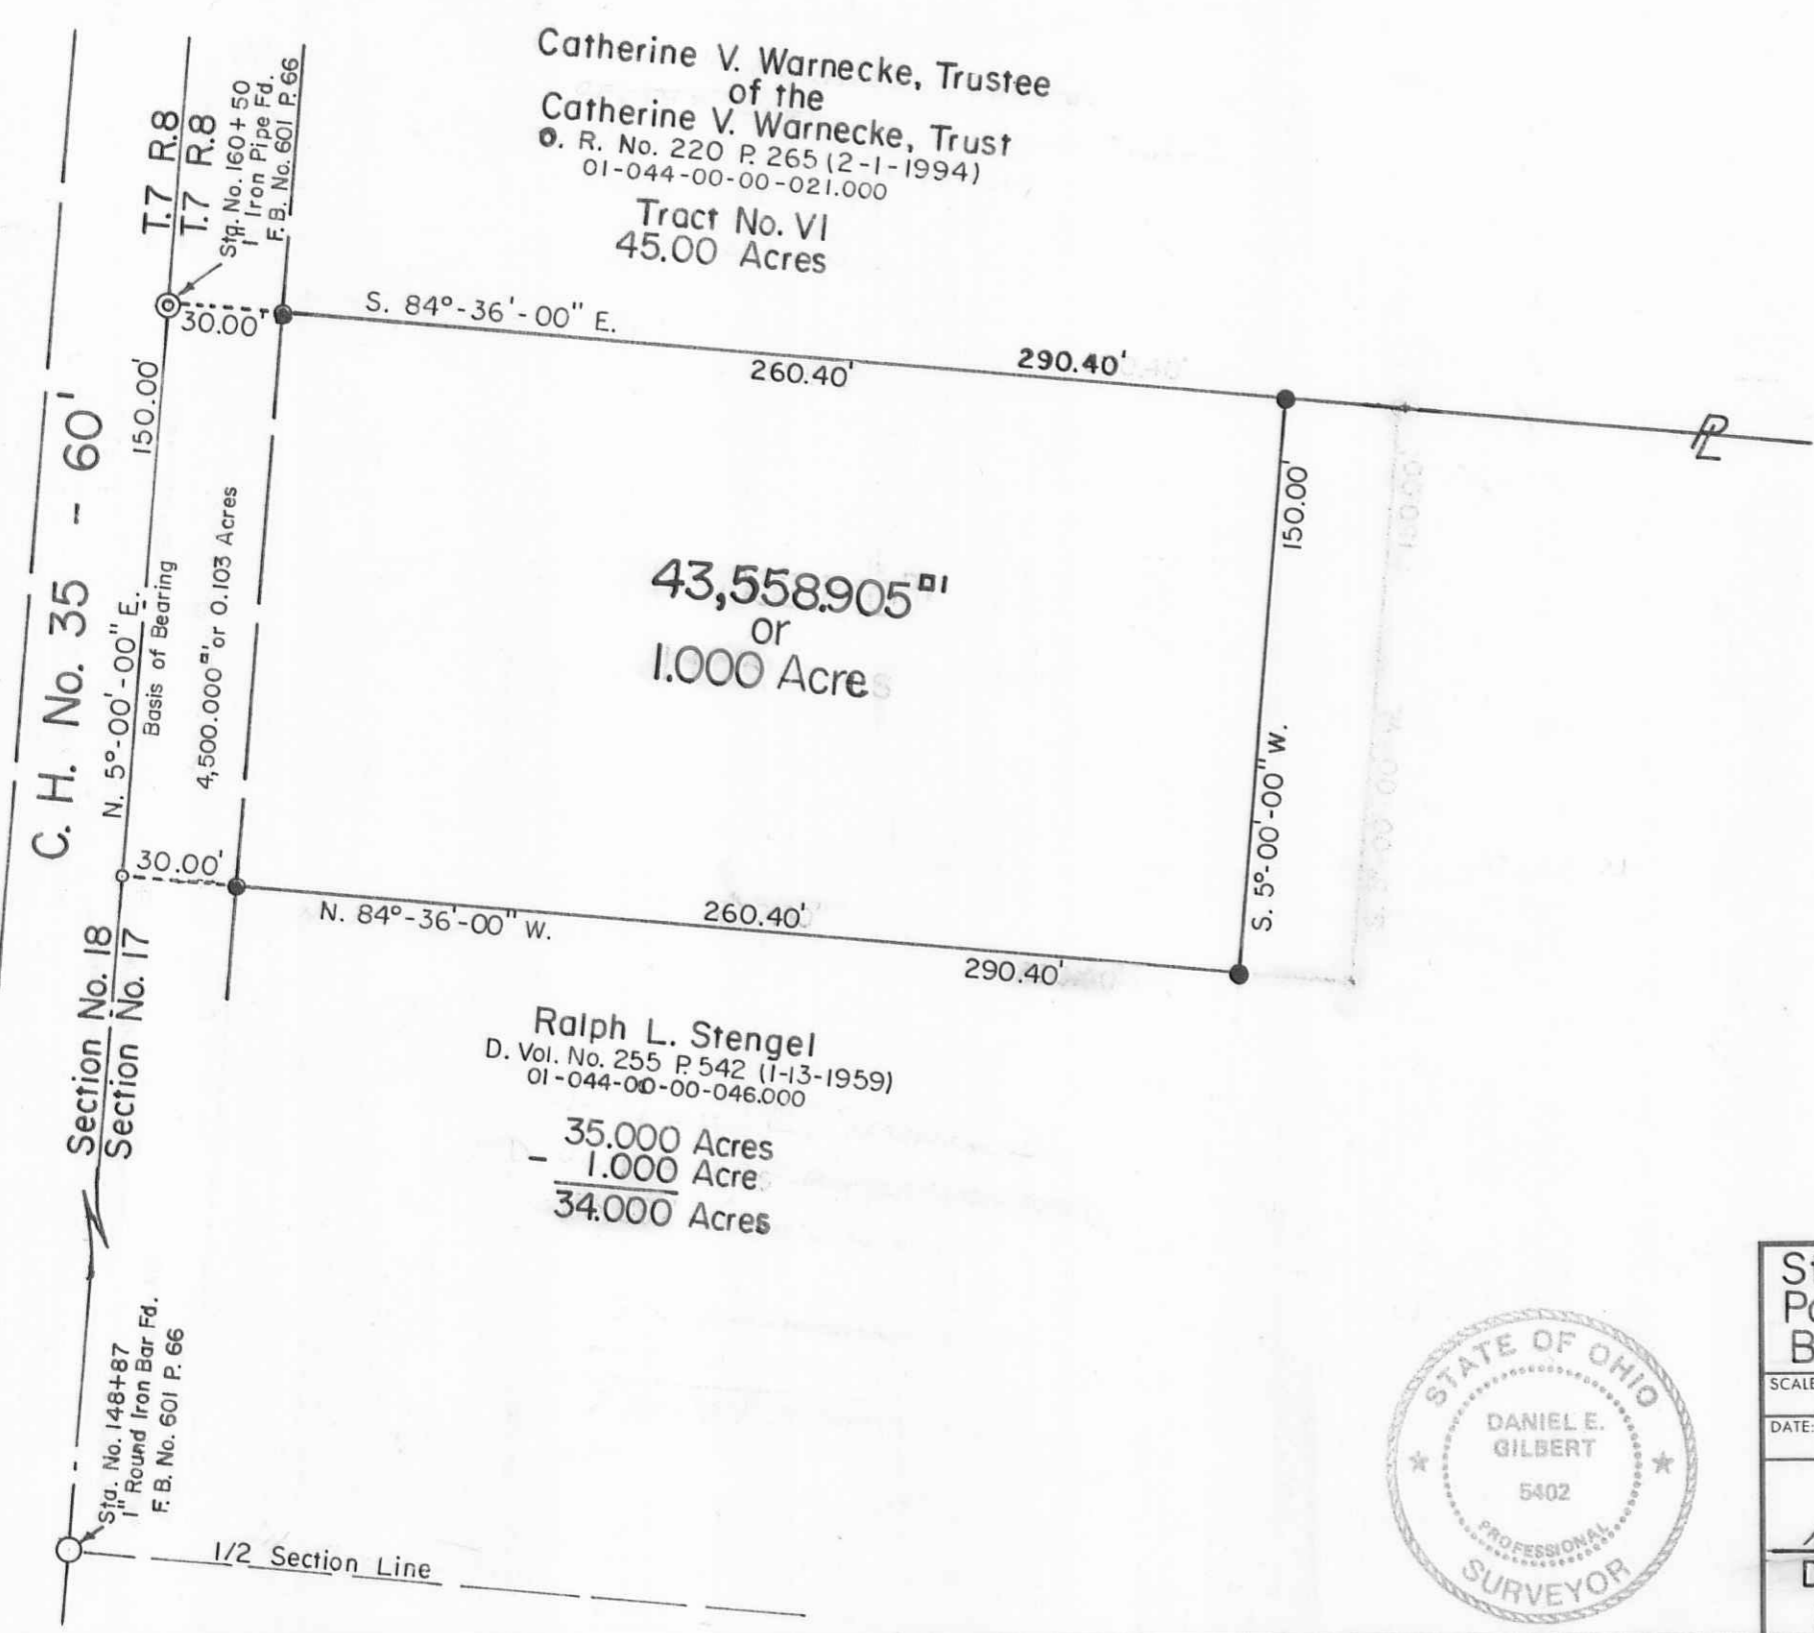 Catherine V. Warnecke, Trustee
of the
Catherine V. Warnecke, Trust
O. R. No. 220 P. 265 (2-1-1994)
01-044-00-00-021.000
Tract No. VI
45.00 Acres
T.7 R.8
T.7 R.8
Sta. No. 160+50
1" Iron Pipe Fd.
F. B. No. 601 P. 66
30.00'
S. 84°-36'-00" E.
260.40'
290.40'
PL
C. H. No. 35 - 60'
150.00'
N. 5°-00'-00" E.
Basis of Bearing
4,500.000□' or 0.103 Acres
43,558.905□'
or
1.000 Acre
150.00'
S. 5°-00'-00" W.
30.00'
N. 84°-36'-00" W.
260.40'
290.40'
Section No. 18
Section No. 17
Ralph L. Stengel
D. Vol. No. 255 P. 542 (1-13-1959)
01-044-00-00-046.000
35.000 Acres
- 1.000 Acre
34.000 Acres
Sta. No. 148+87
1" Round Iron Bar Fd.
F. B. No. 601 P. 66
1/2 Section Line
STATE OF OHIO
DANIEL E.
GILBERT
5402
PROFESSIONAL
SURVEYOR
SCALE
DATE: